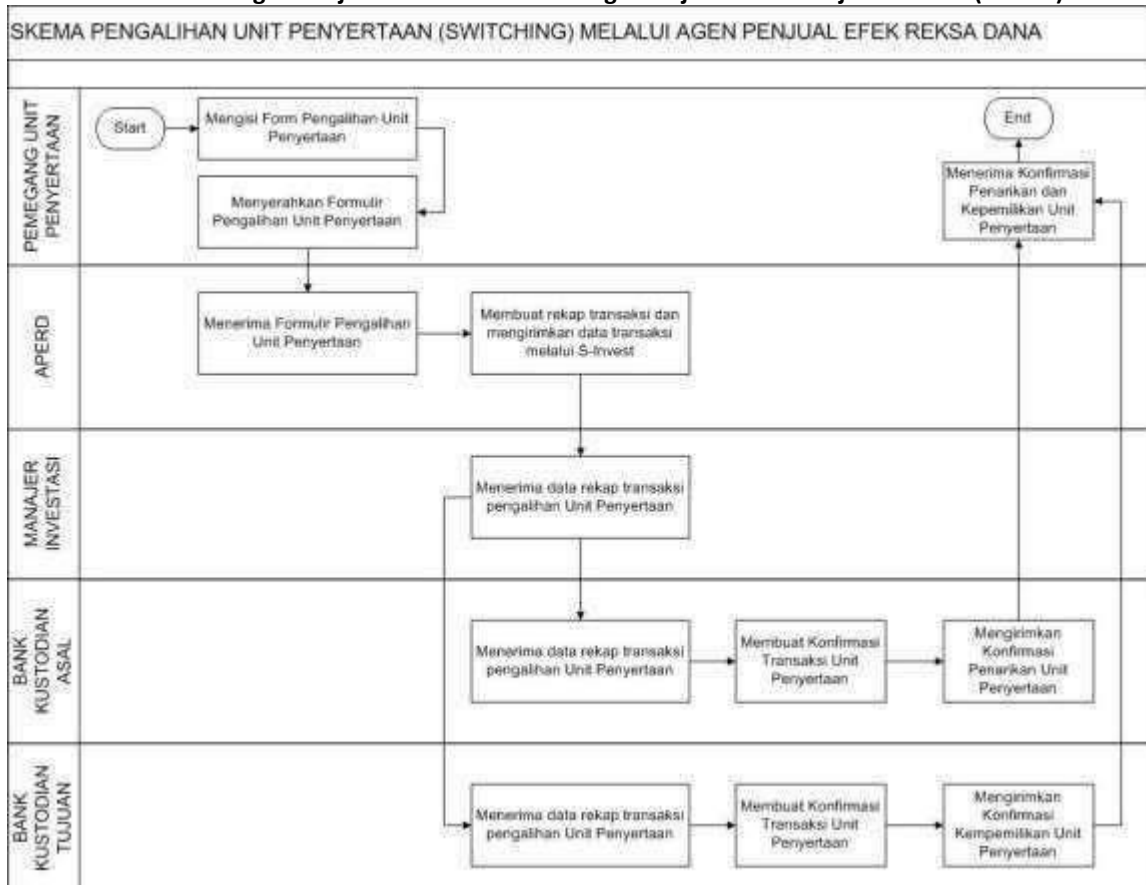 SKEMA PENGALIHAN UNIT PENYERTAAN (SWITCHING) MELALUI AGEN PENJUAL EFEK REKSA DANA
PEMEGANG UNIT
PENYERTAAN
Start
Mengisi Form Pengalihan Unit
Penyertaan
End
Menyerahkan Formulir
Pengalihan Unit Penyertaan
Menerima Konfirmasi
Penarikan dan
Kepemilikan Unit
Penyertaan
APERD
Menerima Formulir Pengalihan
Unit Penyertaan
Membuat rekap transaksi dan
mengirimkan data transaksi
melalui S-Invest
MANAJER
INVESTASI
Menerima data rekap transaksi
pengalihan Unit Penyertaan
BANK
KUSTODIAN
ASAL
Menerima data rekap transaksi
pengalihan Unit Penyertaan
Membuat Konfirmasi
Transaksi Unit
Penyertaan
Mengirimkan
Konfirmasi
Penarikan Unit
Penyertaan
BANK
KUSTODIAN
TUJUAN
Menerima data rekap transaksi
pengalihan Unit Penyertaan
Membuat Konfirmasi
Transaksi Unit
Penyertaan
Mengirimkan
Konfirmasi
Kempemilikan Unit
Penyertaan